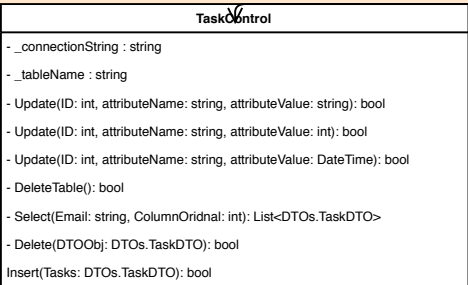 TaskControl
- _connectionString : string
- _tableName : string
- Update(ID: int, attributeName: string, attributeValue: string): bool
- Update(ID: int, attributeName: string, attributeValue: int): bool
- Update(ID: int, attributeName: string, attributeValue: DateTime): bool
- DeleteTable(): bool
- Select(Email: string, ColumnOridnal: int): List<DTOs.TaskDTO>
- Delete(DTOObj: DTOs.TaskDTO): bool
Insert(Tasks: DTOs.TaskDTO): bool